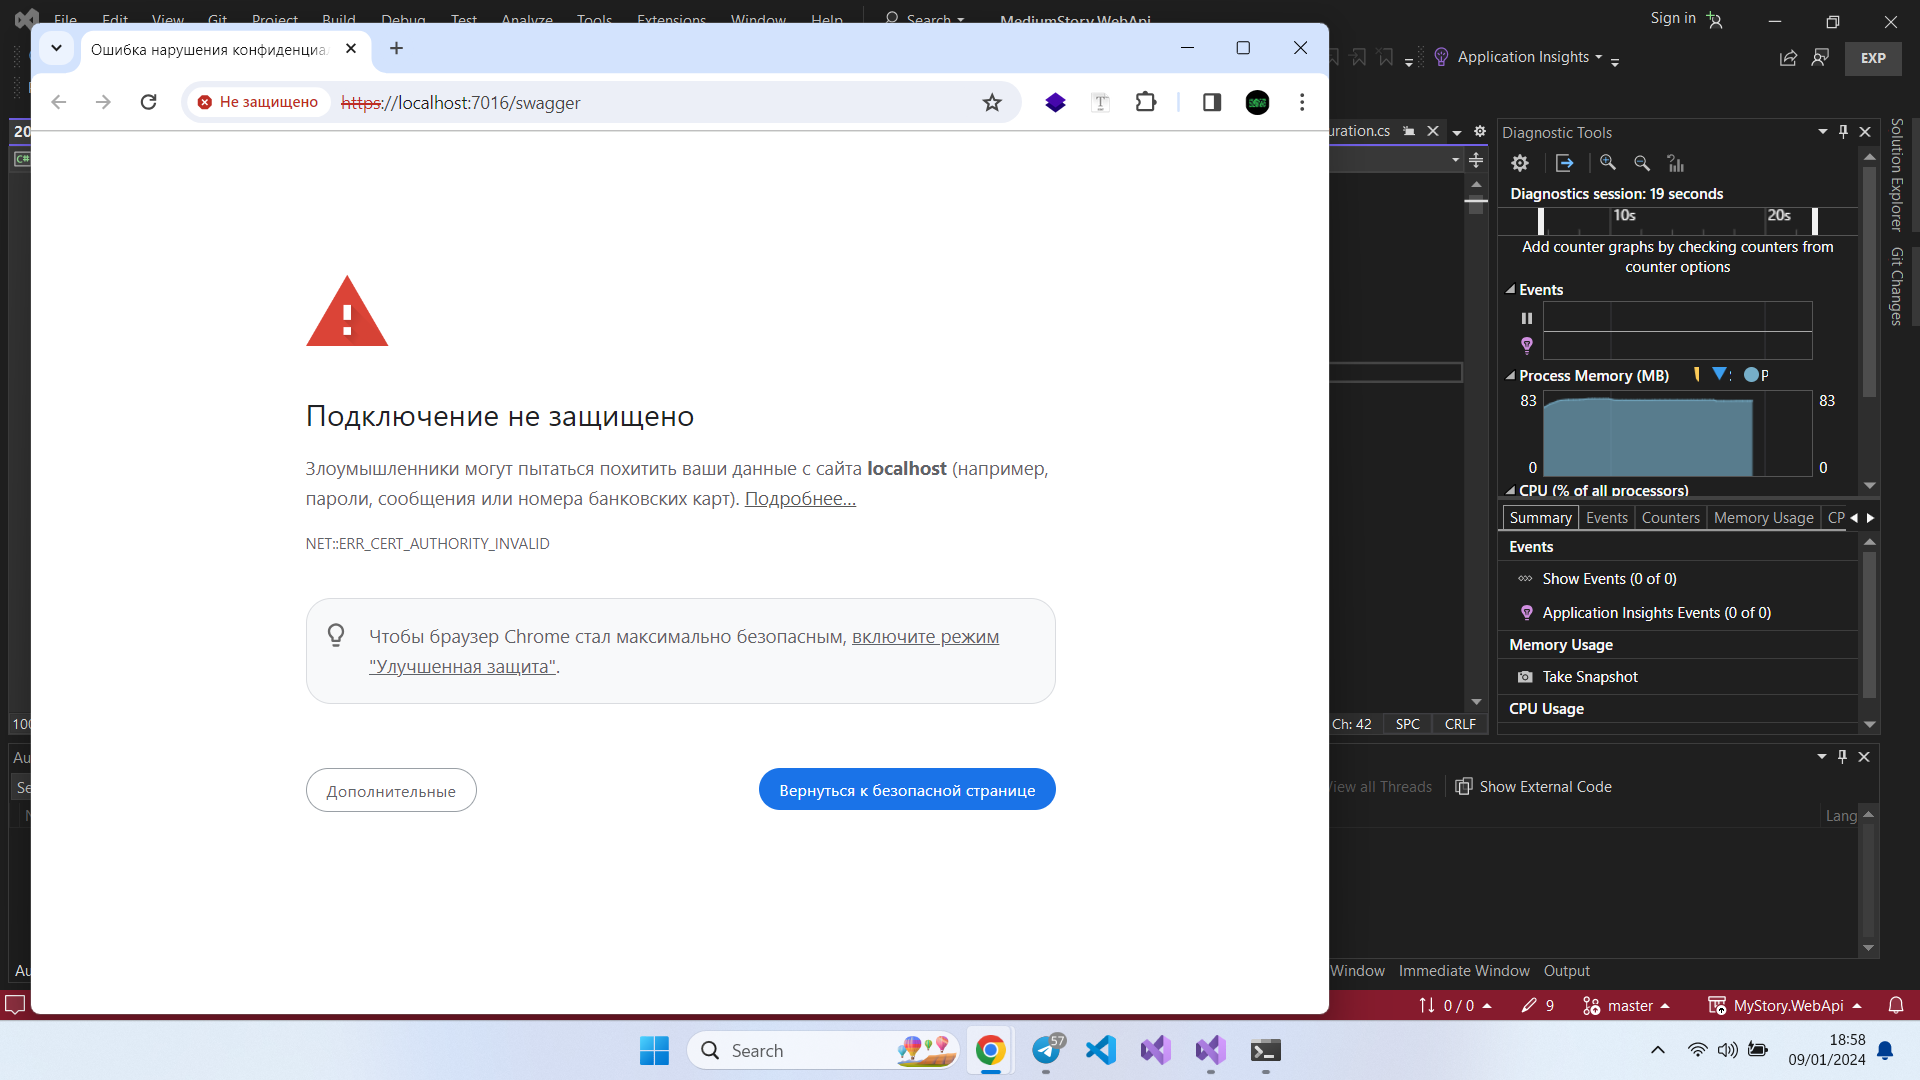 File Edit View Git Project Build Debug Test Analyze Tools Extensions Window Help Search MediumStory.WebApi Sign in
Ошибка нарушения конфиденциа
Application Insights EXP
Не защищено https://localhost:7016/swagger
20
uration.cs
Diagnostic Tools
Solution Explorer
Git Changes
C#
Diagnostics session: 19 seconds
10s 20s
Add counter graphs by checking counters from
counter options
Events
Process Memory (MB) P
83 83
0 0
CPU (% of all processors)
Summary Events Counters Memory Usage CP
Events
Show Events (0 of 0)
Application Insights Events (0 of 0)
Memory Usage
Take Snapshot
CPU Usage
Подключение не защищено
Злоумышленники могут пытаться похитить ваши данные с сайта localhost (например,
пароли, сообщения или номера банковских карт). Подробнее...
NET::ERR_CERT_AUTHORITY_INVALID
Чтобы браузер Chrome стал максимально безопасным, включите режим
"Улучшенная защита".
Дополнительные
Вернуться к безопасной странице
100
Ch: 42 SPC CRLF
Au
Se
View all Threads Show External Code
Lang
Au
Window Immediate Window Output
0 / 0 9 master MyStory.WebApi
Search
57
18:58
09/01/2024